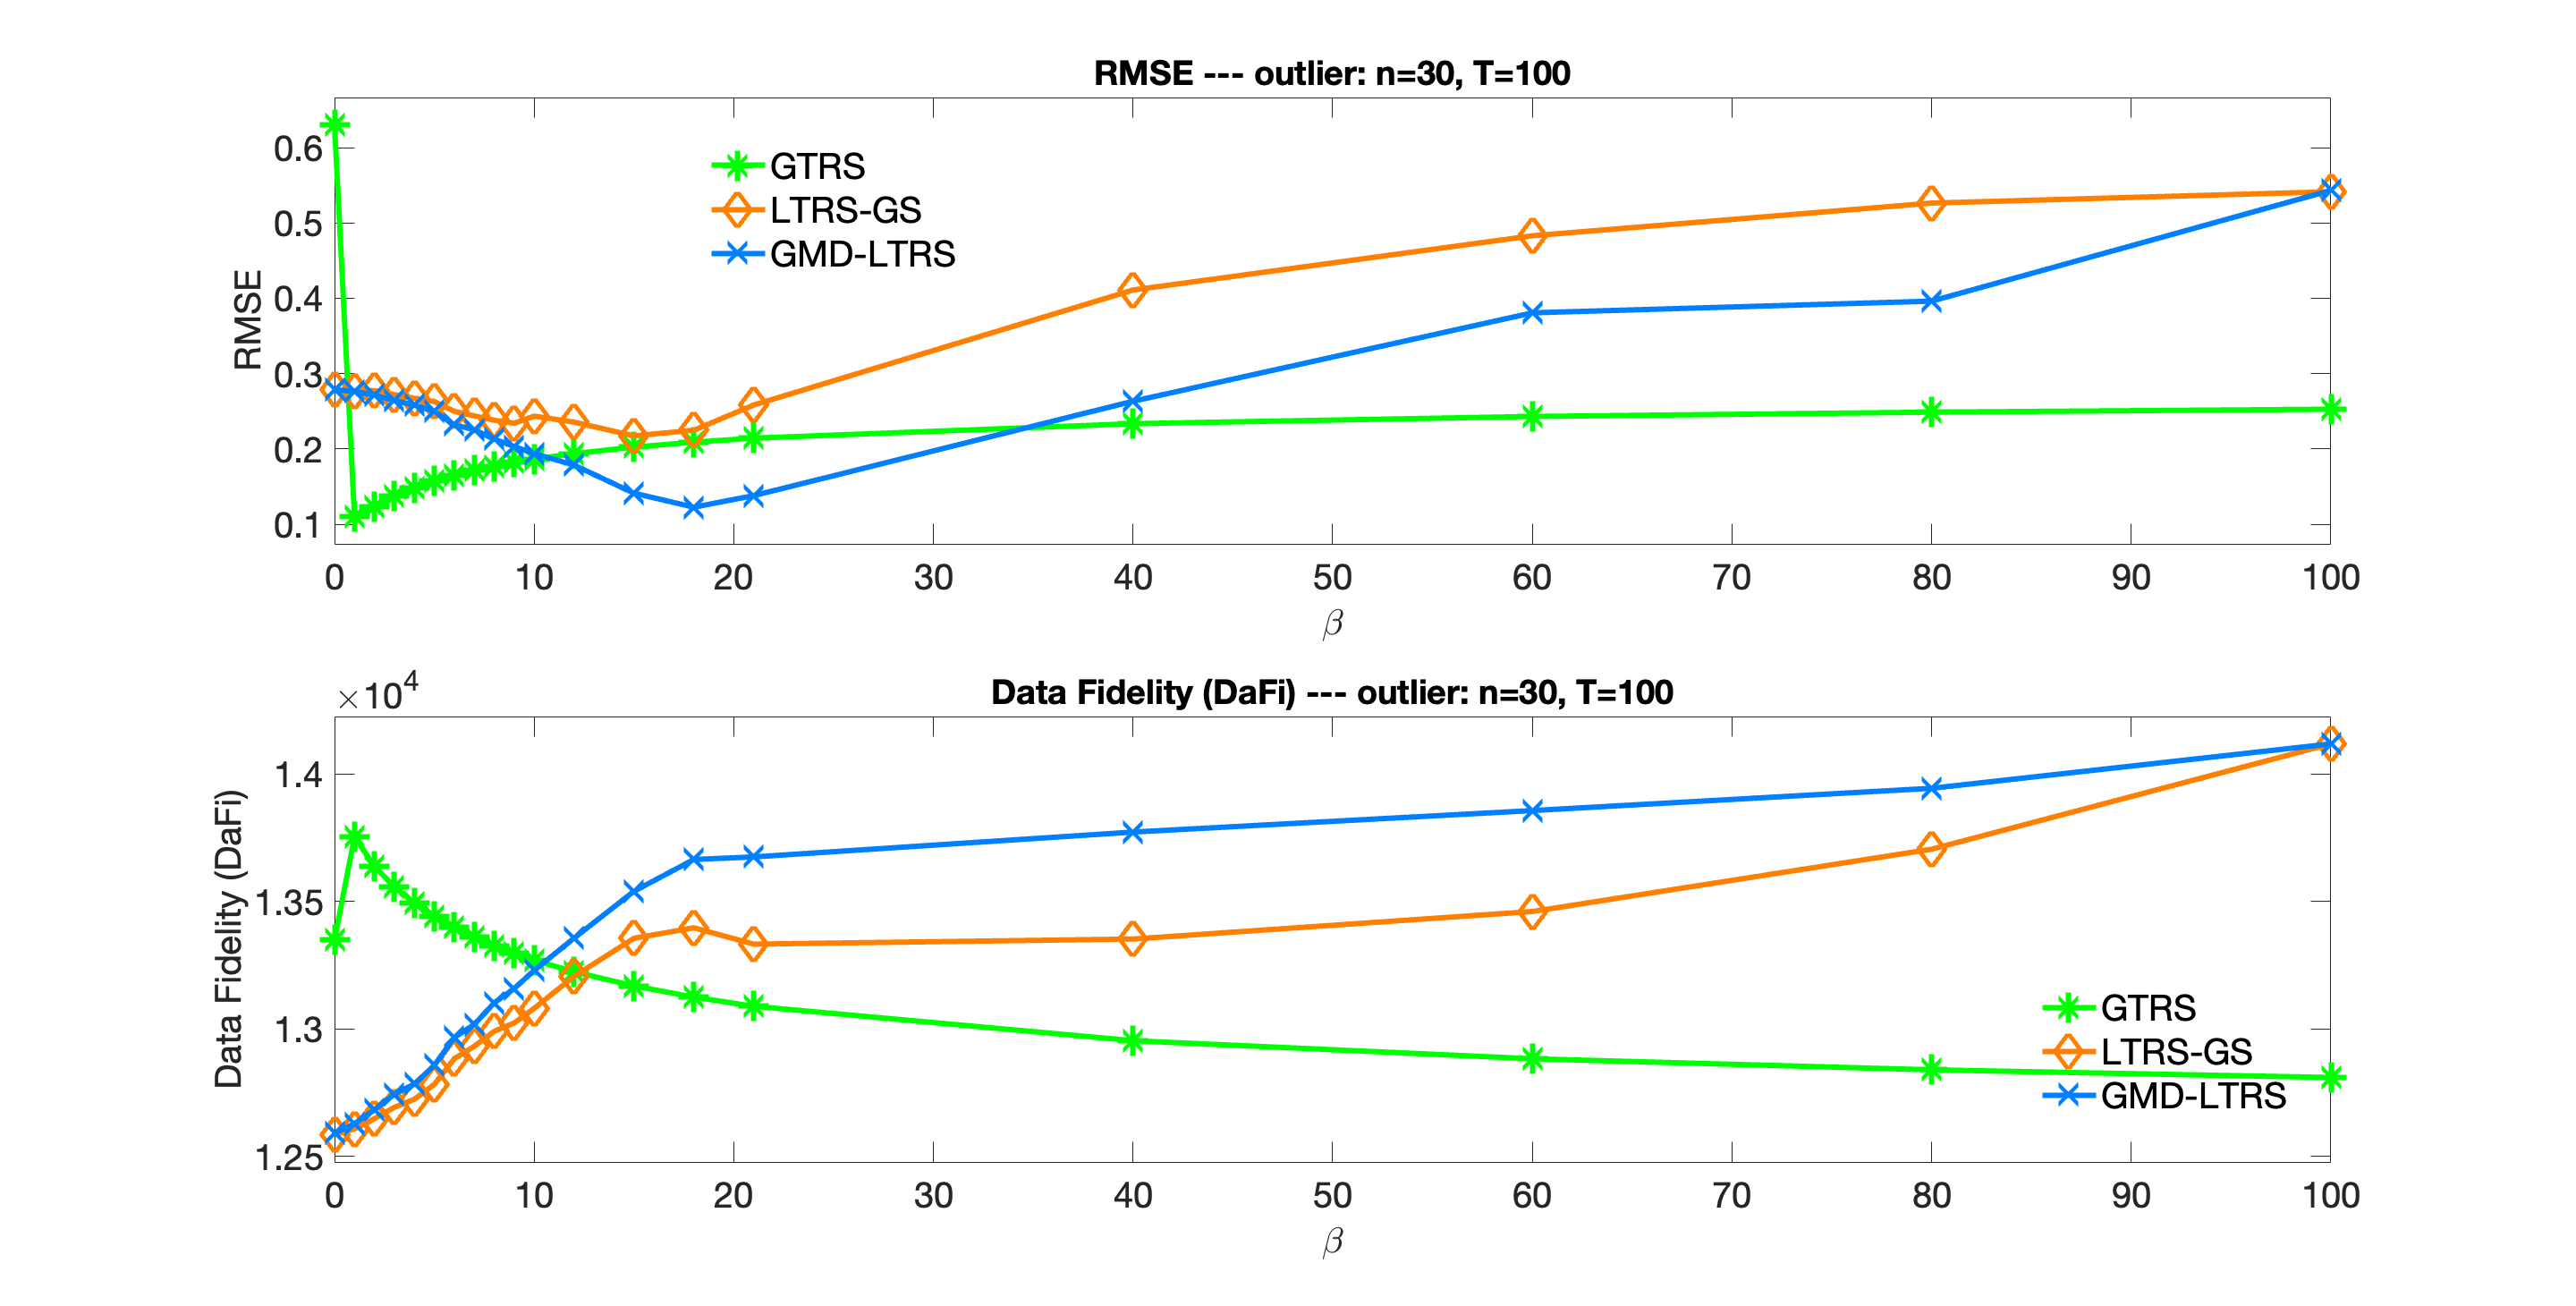 RMSE --- outlier: n=30, T=100
RMSE
0.6
0.5
0.4
0.3
0.2
0.1
GTRS
LTRS-GS
GMD-LTRS
0 10 20 30 40 50 60 70 80 90 100
β
×10⁴
Data Fidelity (DaFi) --- outlier: n=30, T=100
Data Fidelity (DaFi)
1.4
1.35
1.3
1.25
GTRS
LTRS-GS
GMD-LTRS
0 10 20 30 40 50 60 70 80 90 100
β